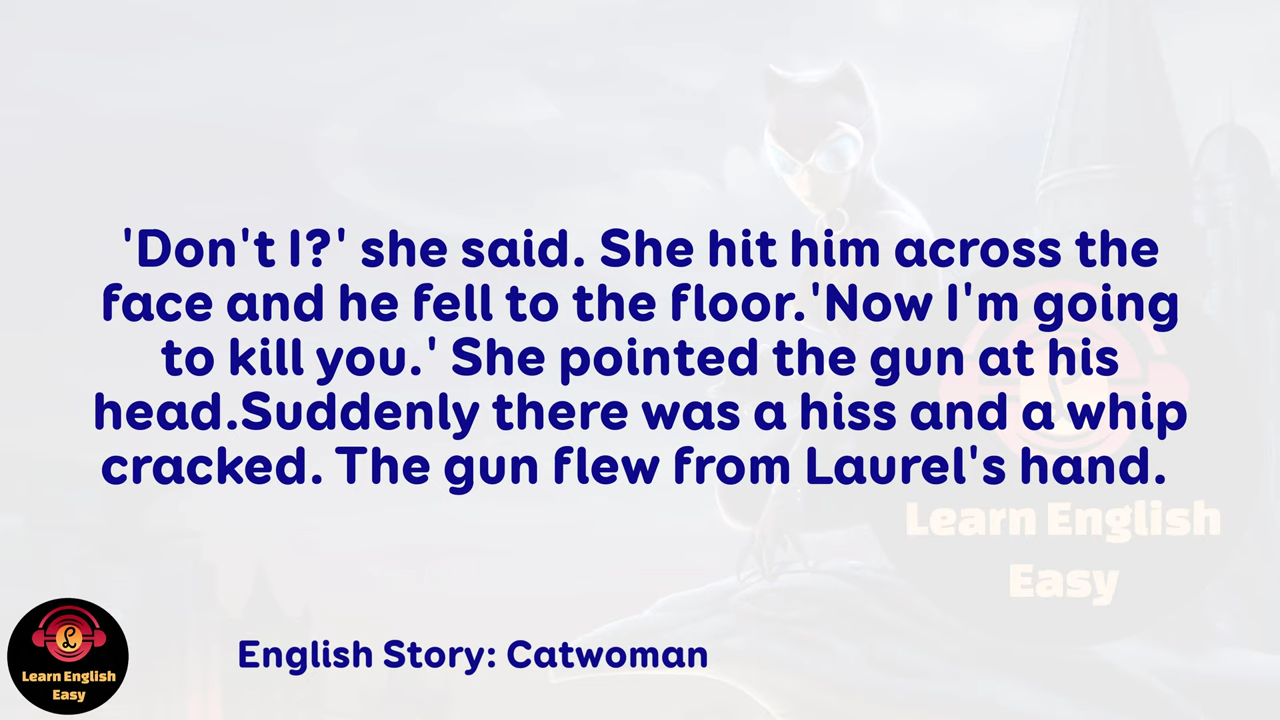 'Don't I?' she said. She hit him across the
face and he fell to the floor.'Now I'm going
to kill you.' She pointed the gun at his
head.Suddenly there was a hiss and a whip
cracked. The gun flew from Laurel's hand.
Learn English
Easy
English Story: Catwoman
L
Learn English
Easy